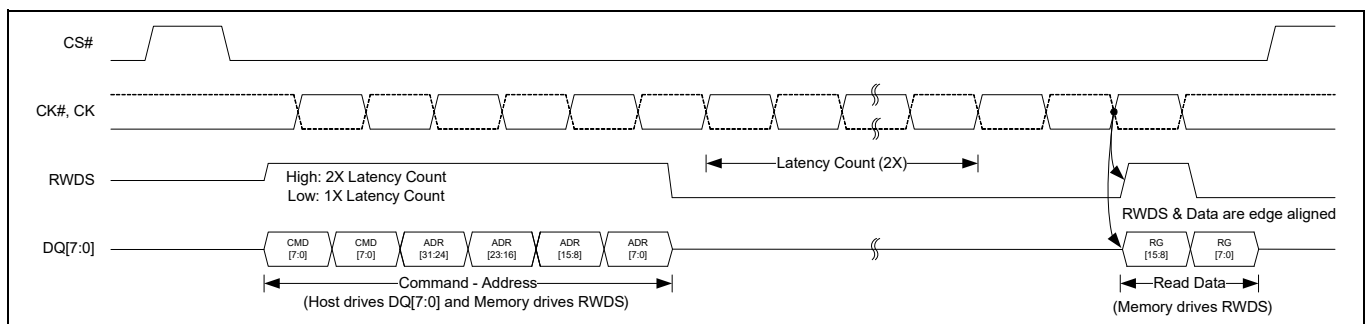 CS#
CK#, CK
Latency Count (2X)
RWDS
High: 2X Latency Count
Low: 1X Latency Count
RWDS & Data are edge aligned
DQ[7:0]
CMD
[7:0]
CMD
[7:0]
ADR
[31:24]
ADR
[23:16]
ADR
[15:8]
ADR
[7:0]
RG
[15:8]
RG
[7:0]
Command - Address
(Host drives DQ[7:0] and Memory drives RWDS)
Read Data
(Memory drives RWDS)